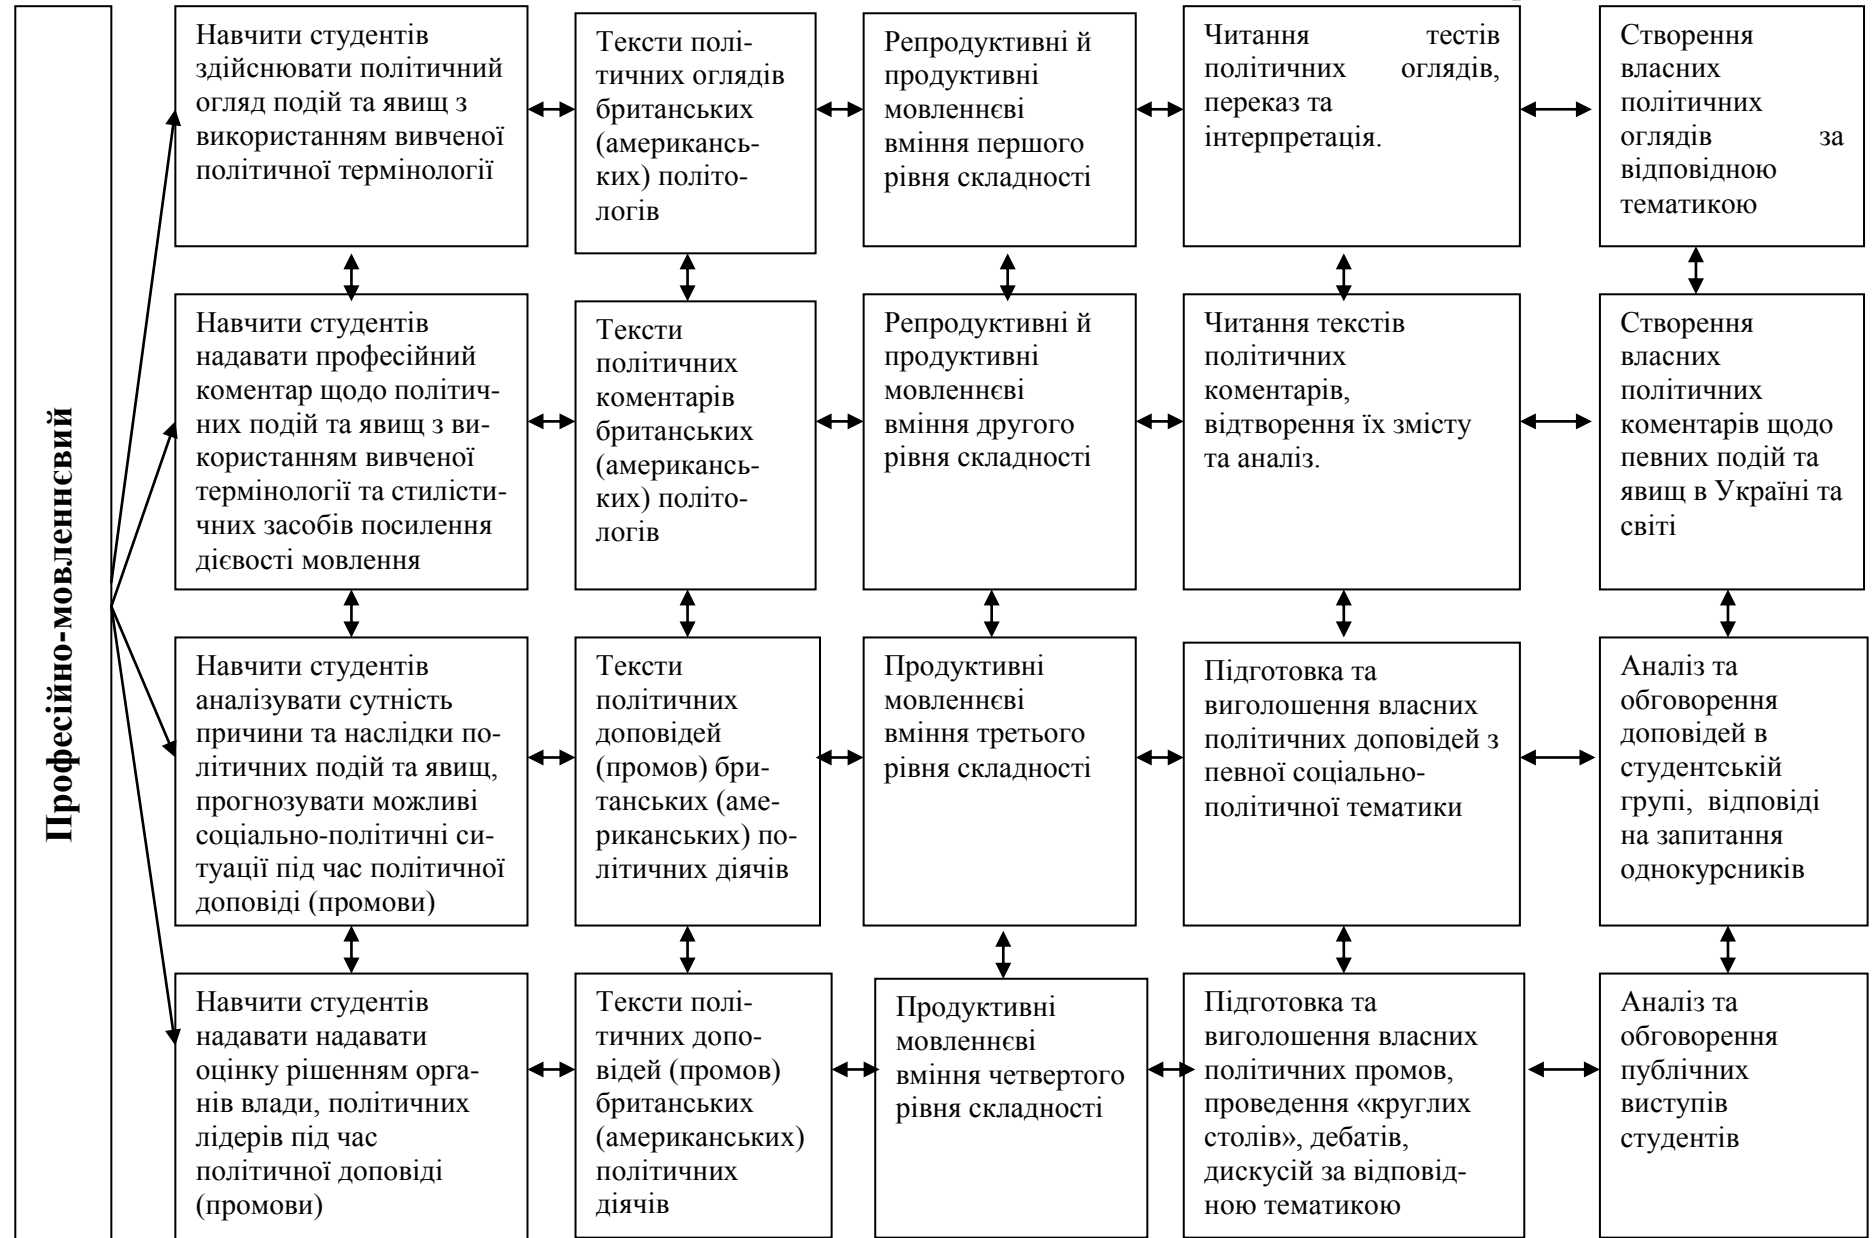 Професійно-мовленнєвий
Навчити студентів
здійснювати політичний
огляд подій та явищ з
використанням вивченої
політичної термінології
Тексти полі-
тичних оглядів
британських
(американсь-
ких) політо-
логів
Репродуктивні й
продуктивні
мовленнєві
вміння першого
рівня складності
Читання тестів
політичних оглядів,
переказ та
інтерпретація.
Створення
власних
політичних
оглядів за
відповідною
тематикою
Навчити студентів
надавати професійний
коментар щодо політич-
них подій та явищ з ви-
користанням вивченої
термінології та стилісти-
чних засобів посилення
дієвості мовлення
Тексти
політичних
коментарів
британських
(американсь-
ких) політо-
логів
Репродуктивні й
продуктивні
мовленнєві
вміння другого
рівня складності
Читання текстів
політичних
коментарів,
відтворення їх змісту
та аналіз.
Створення
власних
політичних
коментарів щодо
певних подій та
явищ в Україні та
світі
Навчити студентів
аналізувати сутність
причини та наслідки по-
літичних подій та явищ,
прогнозувати можливі
соціально-політичні си-
туації під час політичної
доповіді (промови)
Тексти
політичних
доповідей
(промов) бри-
танських (аме-
риканських) по-
літичних діячів
Продуктивні
мовленнєві
вміння третього
рівня складності
Підготовка та
виголошення власних
політичних доповідей з
певної соціально-
політичної тематики
Аналіз та
обговорення
доповідей в
студентській
групі, відповіді
на запитання
однокурсників
Навчити студентів
надавати надавати
оцінку рішенням орга-
нів влади, політичних
лідерів під час
політичної доповіді
(промови)
Тексти полі-
тичних допо-
відей (промов)
британських
(американських)
політичних
діячів
Продуктивні
мовленнєві
вміння четвертого
рівня складності
Підготовка та
виголошення власних
політичних промов,
проведення «круглих
столів», дебатів,
дискусій за відповід-
ною тематикою
Аналіз та
обговорення
публічних
виступів
студентів